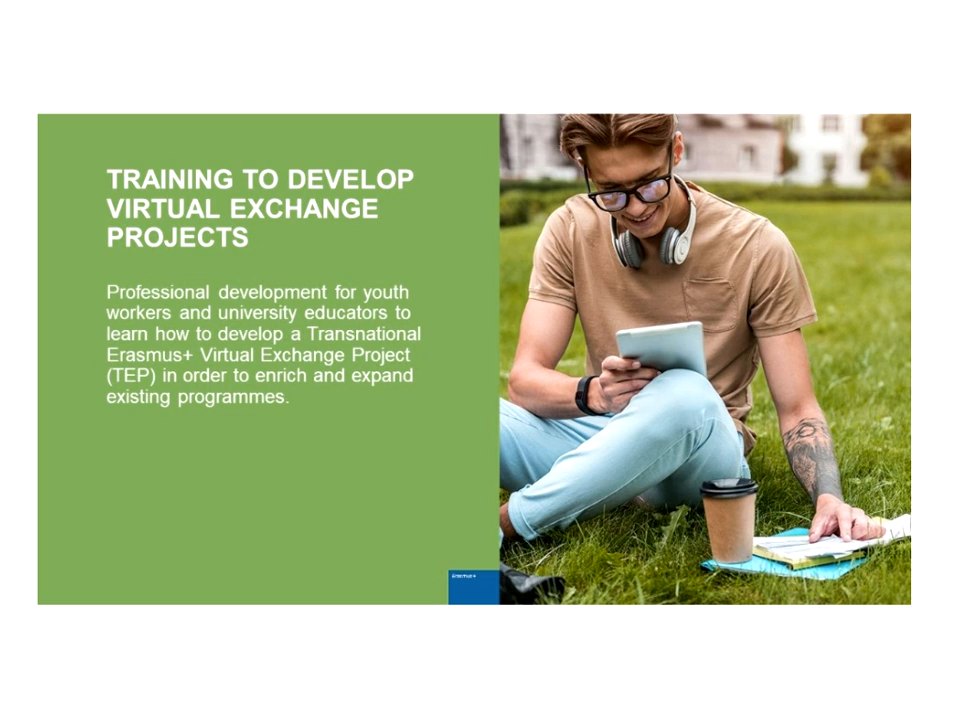 TRAINING TO DEVELOP
VIRTUAL EXCHANGE
PROJECTS
Professional development for youth
workers and university educators to
learn how to develop a Transnational
Erasmus+ Virtual Exchange Project
(TEP) in order to enrich and expand
existing programmes.
Erasmus+